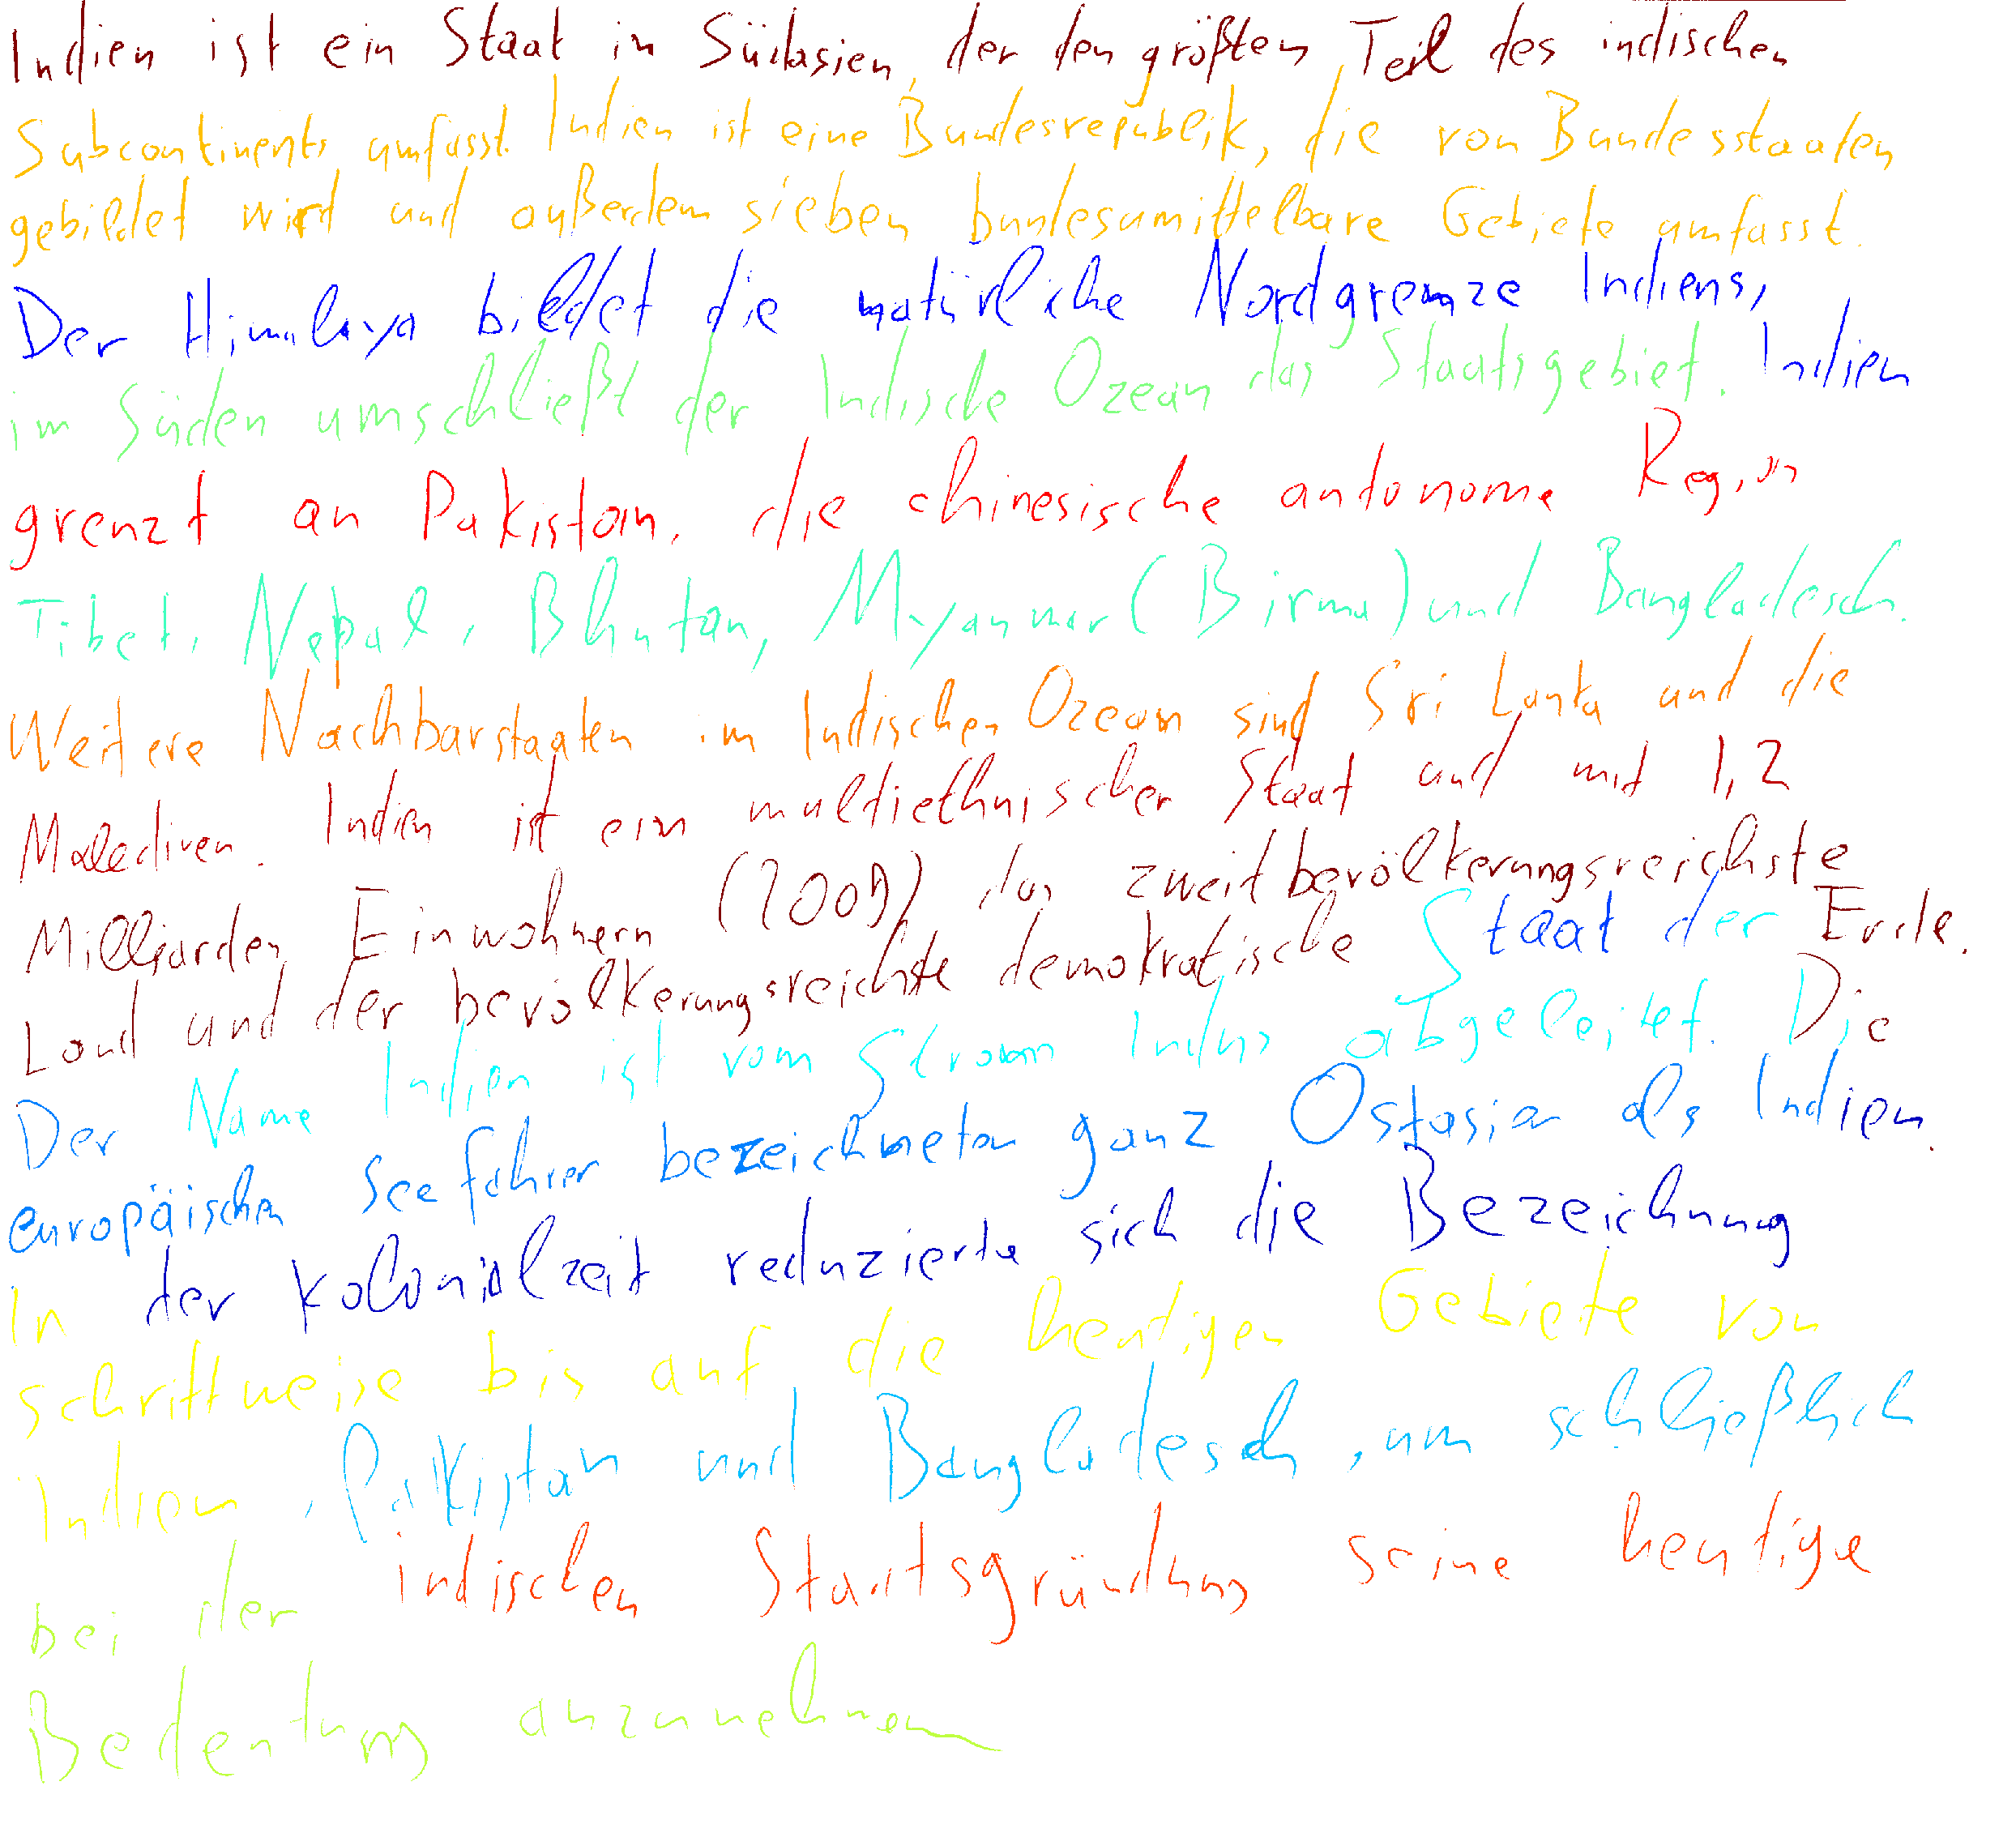 Indien ist ein Staat in Südasien, der den größten Teil des indischen
Subcontinents umfasst. Indien ist eine Bundesrepublik, die von Bundesstaaten
gebildet wird und außerdem sieben bundesumittelbare Gebiete umfasst.
Der Himalaya bildet die natürliche Nordgrenze Indiens,
im Süden umschließt der Indische Ozean das Staatsgebiet. Indien
grenzt an Pakistan, die chinesische autonome Region
Tibet, Nepal, Bhutan, Myanmar (Birma) und Bangladesch.
Weitere Nachbarstaaten im Indischen Ozean sind Sri Lanka und die
Malediven. Indien ist ein multiethnischer Staat und mit 1,2
Milliarden Einwohnern (2009) das zweitbevölkerungsreichste
Land und der bevölkerungsreichste demokratische Staat der Erde.
Der Name Indien ist vom Strom Indus abgeleitet. Die
europäischen Seefahrer bezeichneten ganz Ostasien als Indien.
In der Kolonialzeit reduzierte sich die Bezeichnung
schrittweise bis auf die heutigen Gebiete von
Indien, Pakistan und Bangladesch, um schließlich
bei der indischen Staatsgründung seine heutige
Bedeutung anzunehmen